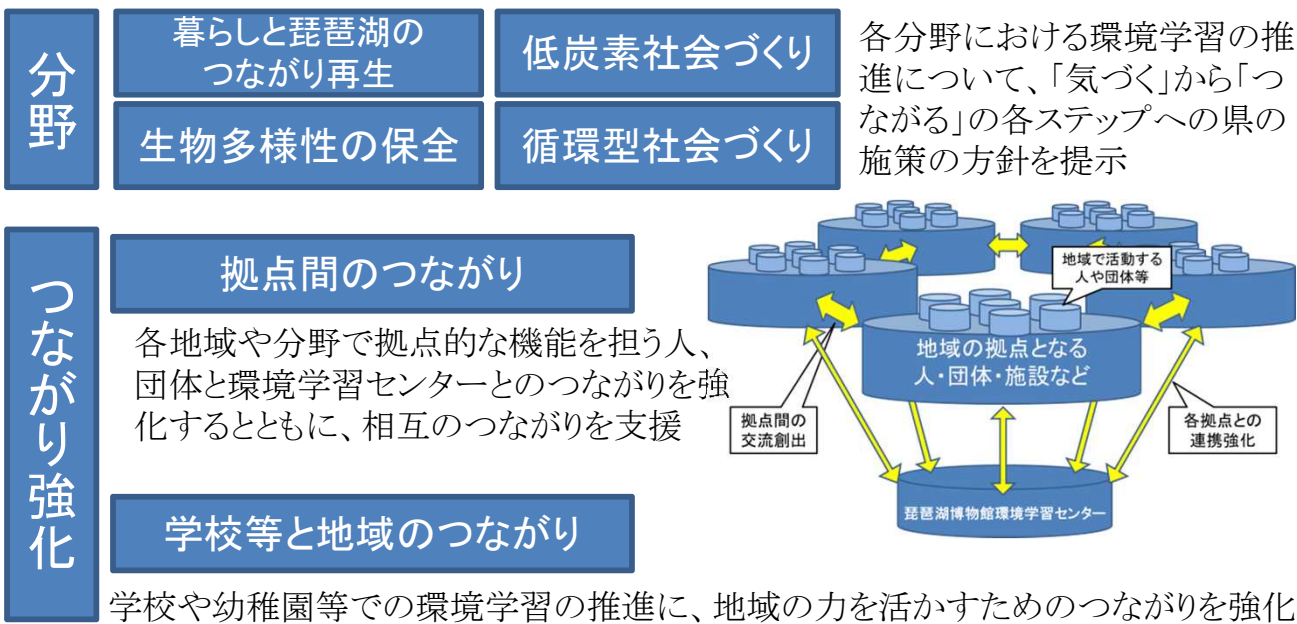 分野
暮らしと琵琶湖の
つながり再生
低炭素社会づくり
生物多様性の保全
循環型社会づくり
各分野における環境学習の推
進について、「気づく」から「つ
ながる」の各ステップへの県の
施策の方針を提示
つながり強化
拠点間のつながり
各地域や分野で拠点的な機能を担う人、
団体と環境学習センターとのつながりを強
化するとともに、相互のつながりを支援
地域で活動する
人や団体等
地域の拠点となる
人・団体・施設など
拠点間の
交流創出
各拠点との
連携強化
琵琶湖博物館環境学習センター
学校等と地域のつながり
学校や幼稚園等での環境学習の推進に、地域の力を活かすためのつながりを強化